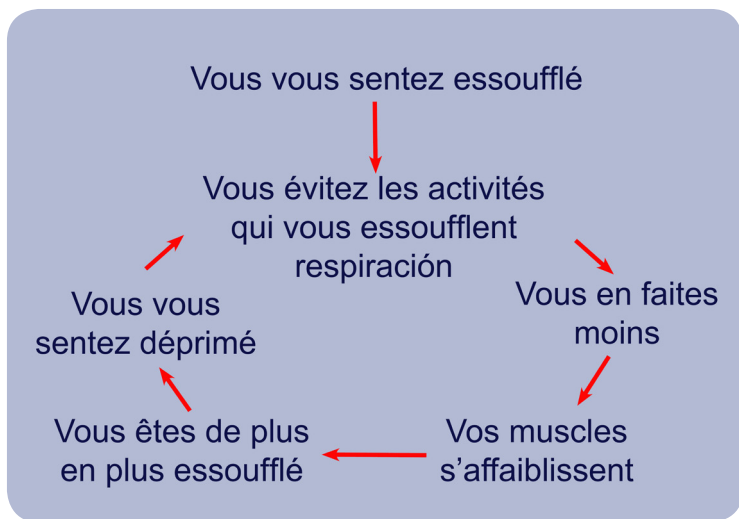 Vous vous sentez essoufflé
Vous évitez les activités
qui vous essoufflent
respiración
Vous en faites
moins
Vos muscles
s'affaiblissent
Vous êtes de plus
en plus essoufflé
Vous vous
sentez déprimé